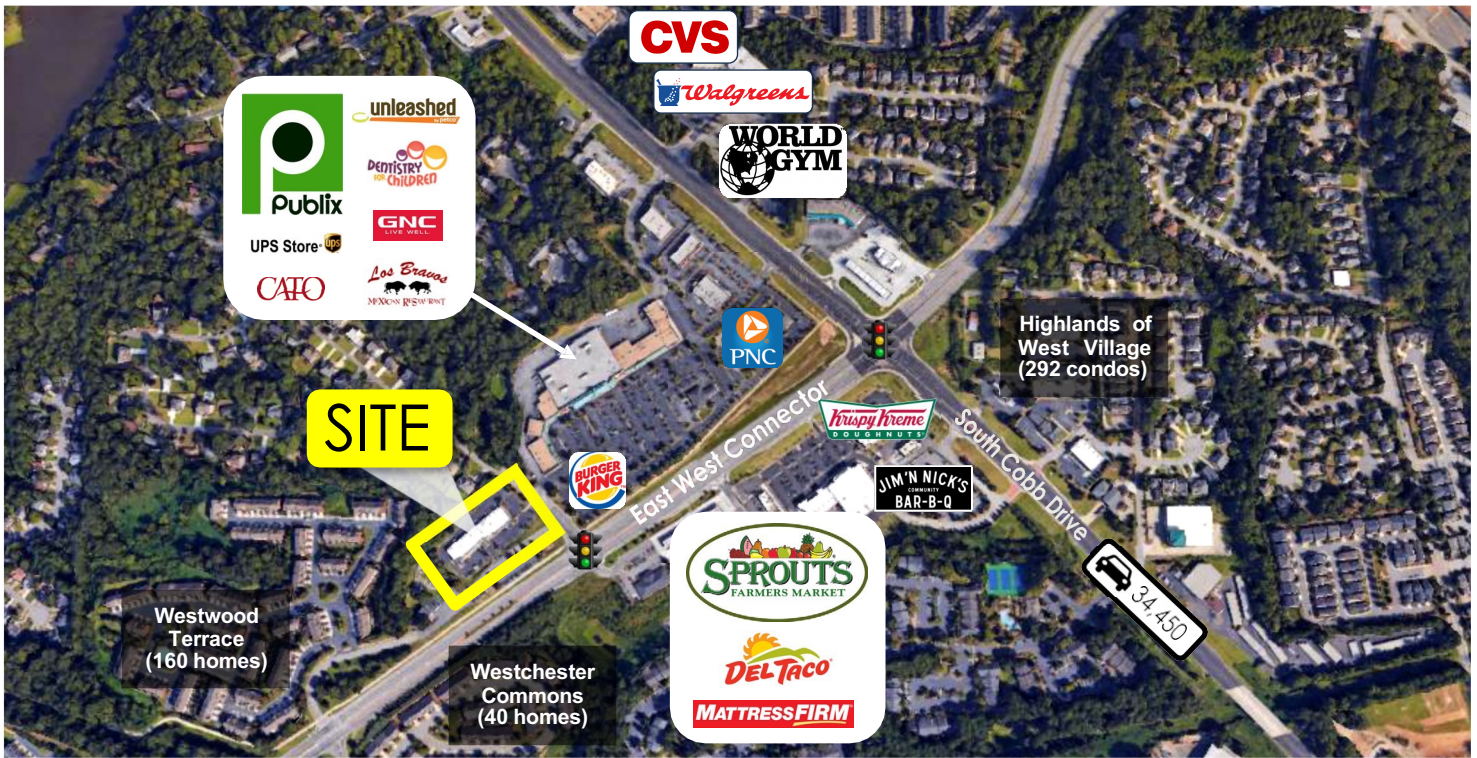 CVS
Walgreens
WORLD
GYM
Publix
unleashed
by petco
DENTISTRY
FOR CHILDREN
GNC
LIVE WELL
UPS Store ups
CATO
Los Bravos
MEXICAN RESTAURANT
PNC
Highlands of
West Village
(292 condos)
SITE
BURGER
KING
East West Connector
Krispy Kreme
DOUGHNUTS
South Cobb Drive
JIM'N NICK'S
COMMUNITY
BAR-B-Q
34,450
SPROUTS
FARMERS MARKET
DEL TACO
MATTRESSFIRM
Westwood
Terrace
(160 homes)
Westchester
Commons
(40 homes)